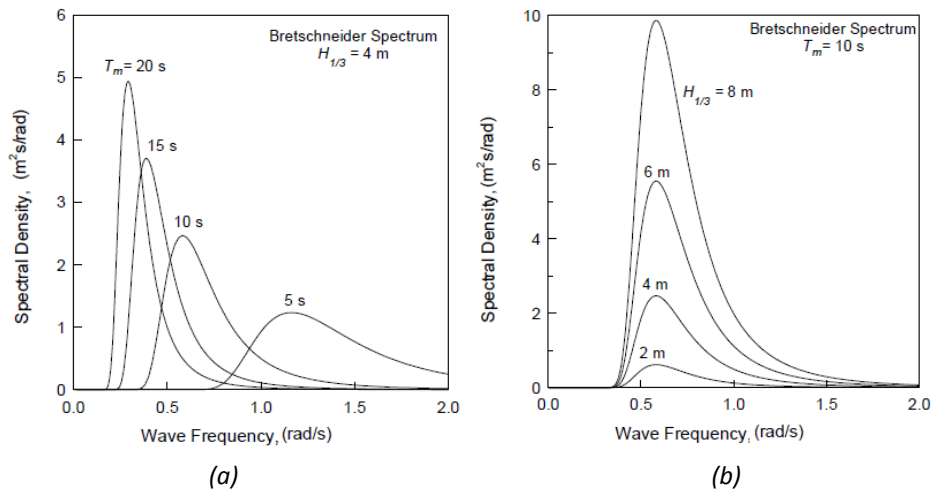 Bretschneider Spectrum
H1/3 = 4 m
Tm = 20 s
15 s
10 s
5 s
Spectral Density, (m²s/rad)
6
5
4
3
2
1
0
0.0 0.5 1.0 1.5 2.0
Wave Frequency, (rad/s)
(a)
Bretschneider Spectrum
Tm = 10 s
H1/3 = 8 m
6 m
4 m
2 m
Spectral Density, (m²s/rad)
10
8
6
4
2
0
0.0 0.5 1.0 1.5 2.0
Wave Frequency, (rad/s)
(b)